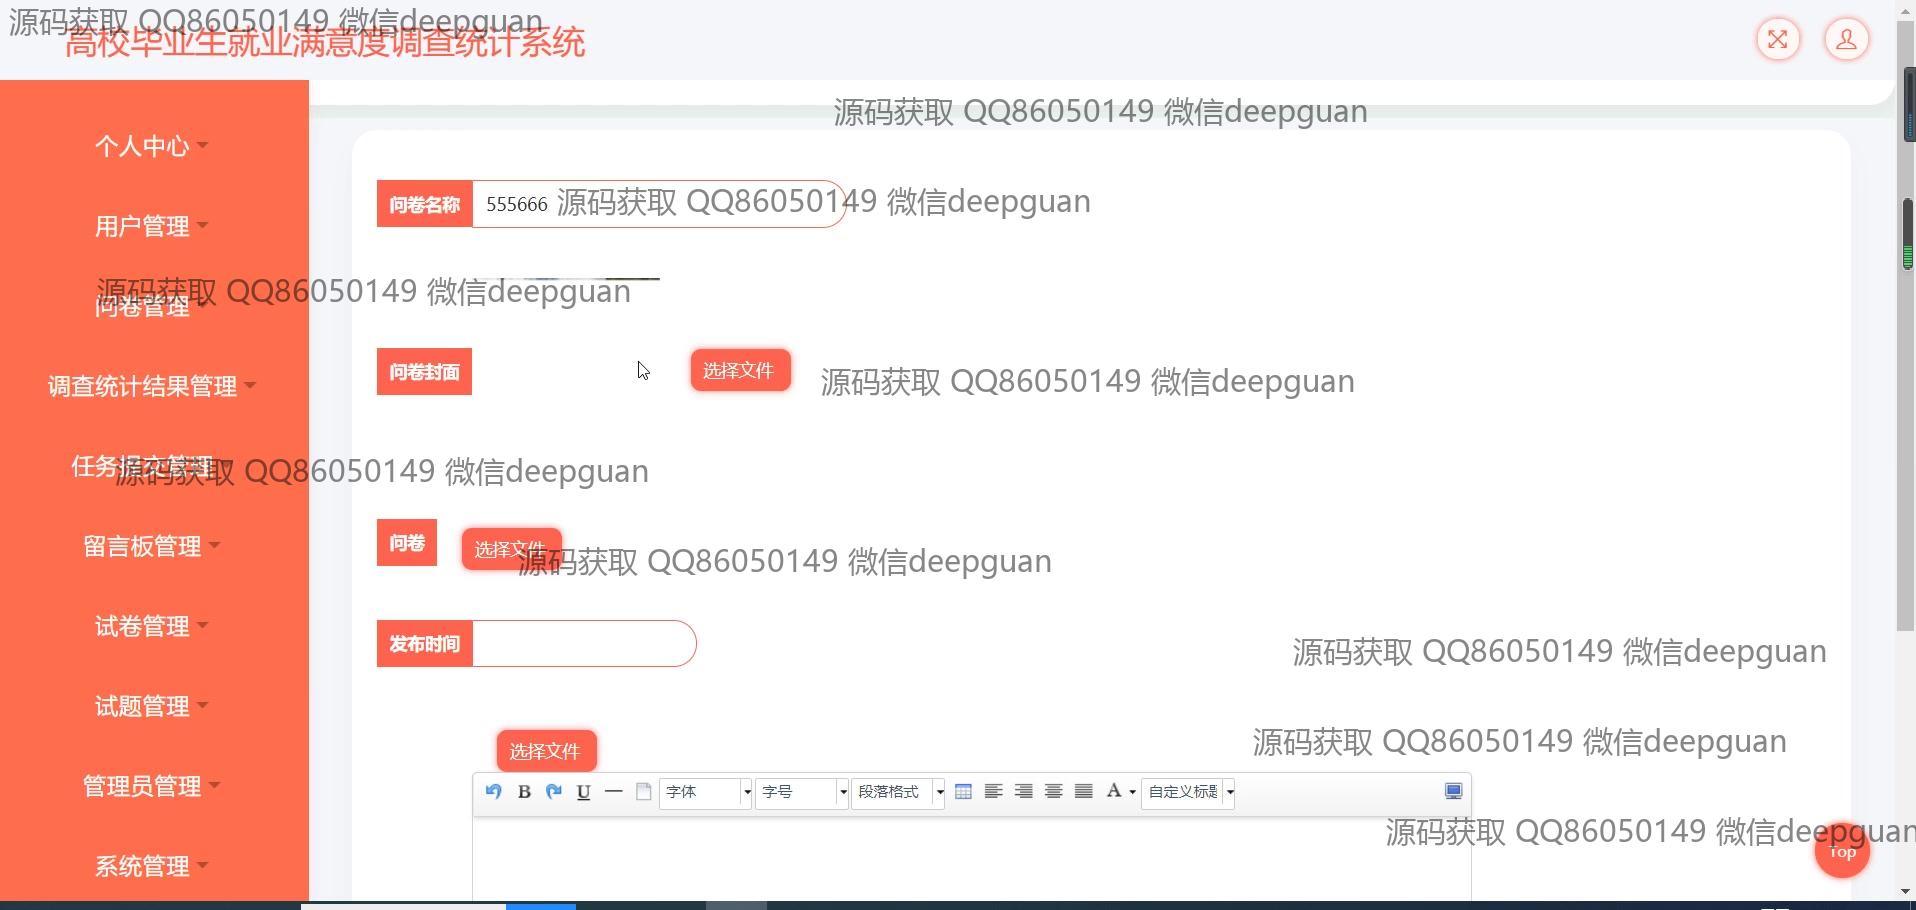 源码获取 QQ86050149 微信deepguan
高校毕业生就业满意度调查统计系统
源码获取 QQ86050149 微信deepguan
个人中心
问卷名称 555666 源码获取 QQ86050149 微信deepguan
用户管理
源码获取 QQ86050149 微信deepguan
问卷管理
问卷封面 选择文件 源码获取 QQ86050149 微信deepguan
调查统计结果管理
任务提交管理
源码获取 QQ86050149 微信deepguan
留言板管理
问卷 选择文件
源码获取 QQ86050149 微信deepguan
试卷管理
发布时间
源码获取 QQ86050149 微信deepguan
试题管理
选择文件 源码获取 QQ86050149 微信deepguan
管理员管理
B U 字体 字号 段落格式 A 自定义标题
源码获取 QQ86050149 微信deepguan
Top
系统管理